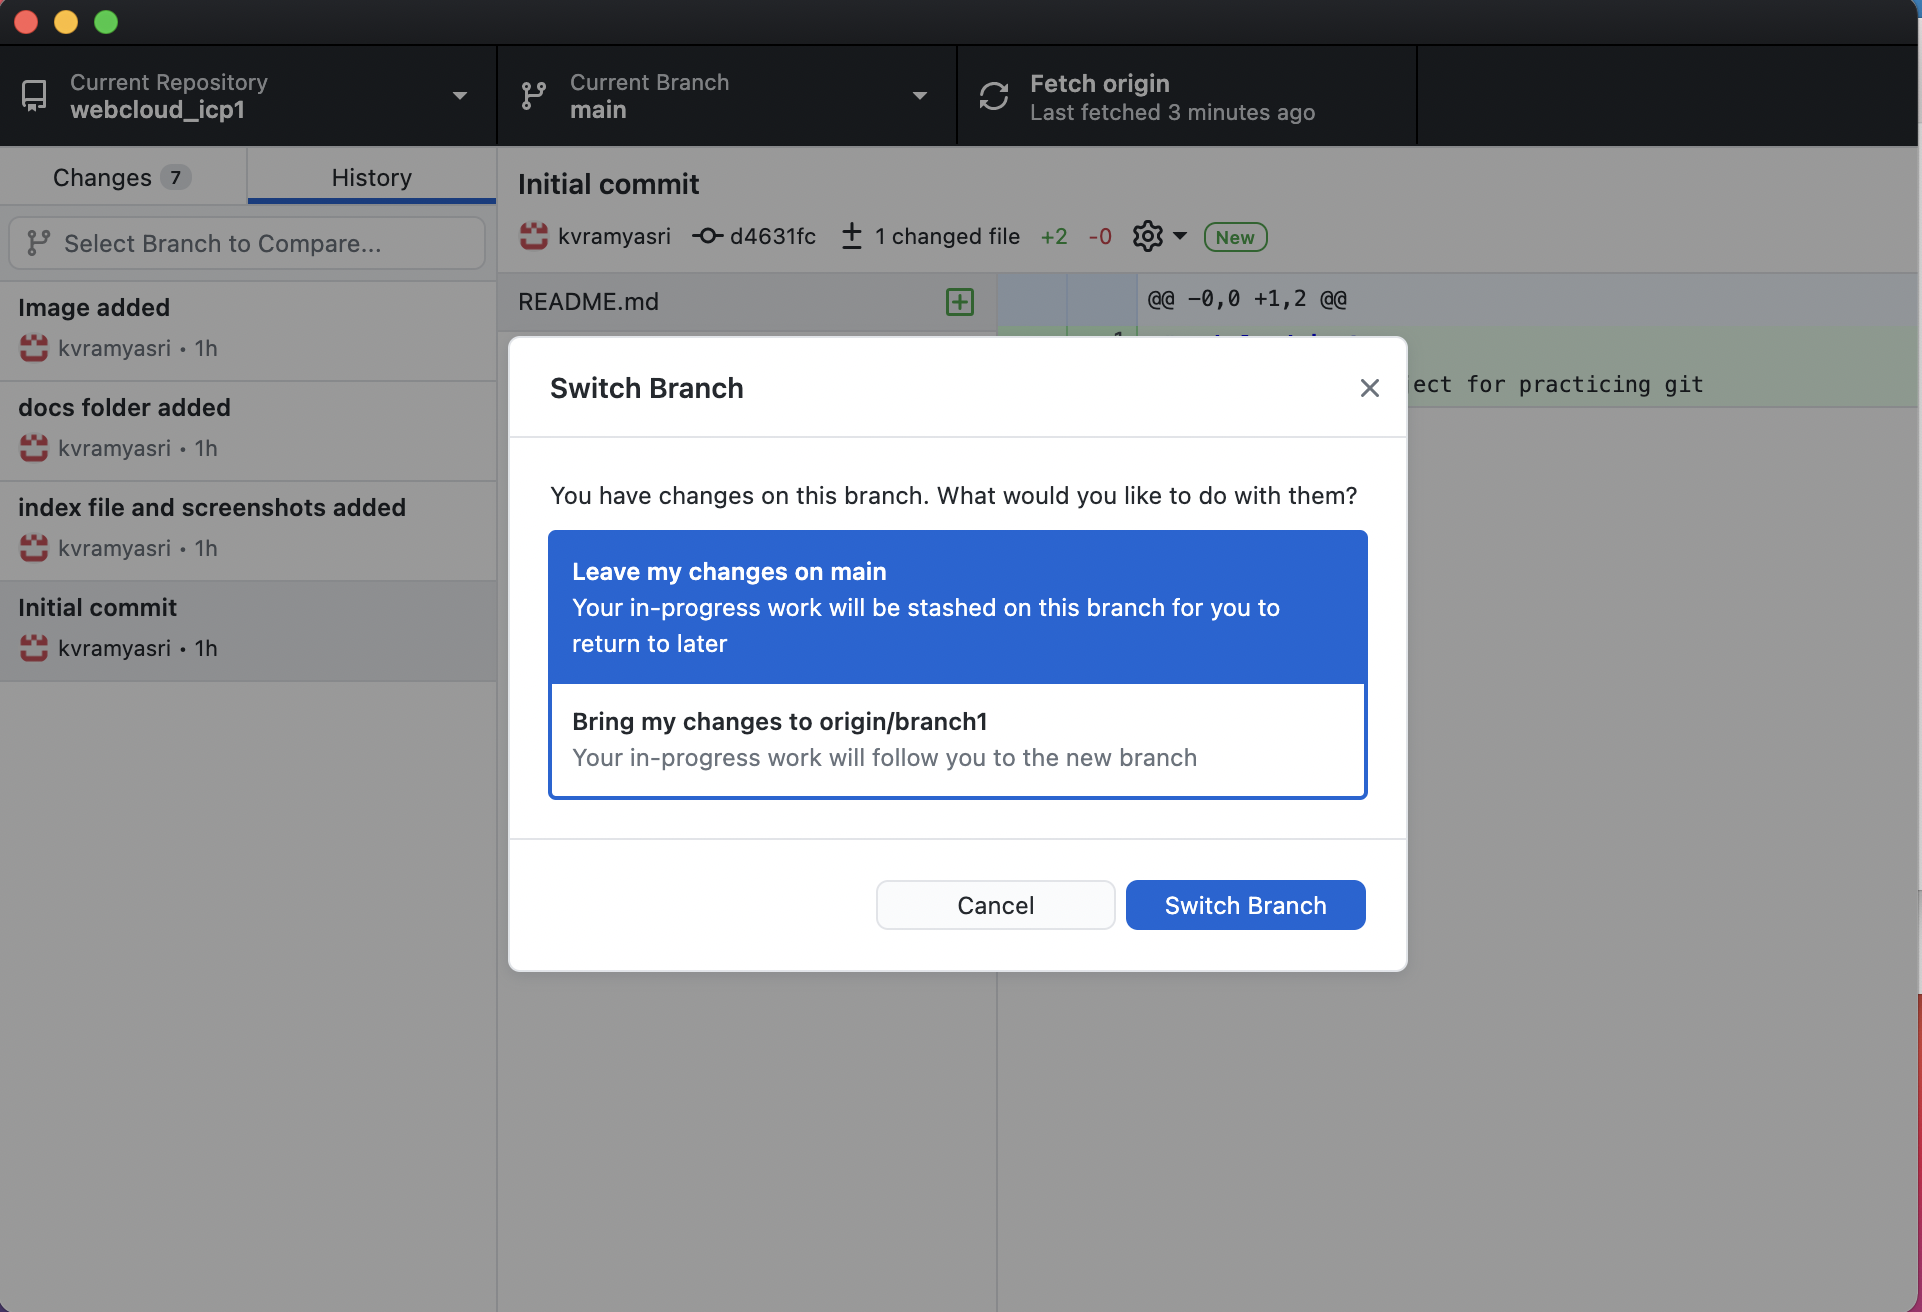 Current Repository
webcloud_icp1
Current Branch
main
Fetch origin
Last fetched 3 minutes ago
Changes 7
History
Select Branch to Compare...
Image added
kvramyasri • 1h
docs folder added
kvramyasri • 1h
index file and screenshots added
kvramyasri • 1h
Initial commit
kvramyasri • 1h
Initial commit
kvramyasri d4631fc 1 changed file +2 -0 New
README.md
@@ -0,0 +1,2 @@
for practicing git
Switch Branch
You have changes on this branch. What would you like to do with them?
Leave my changes on main
Your in-progress work will be stashed on this branch for you to
return to later
Bring my changes to origin/branch1
Your in-progress work will follow you to the new branch
Cancel
Switch Branch